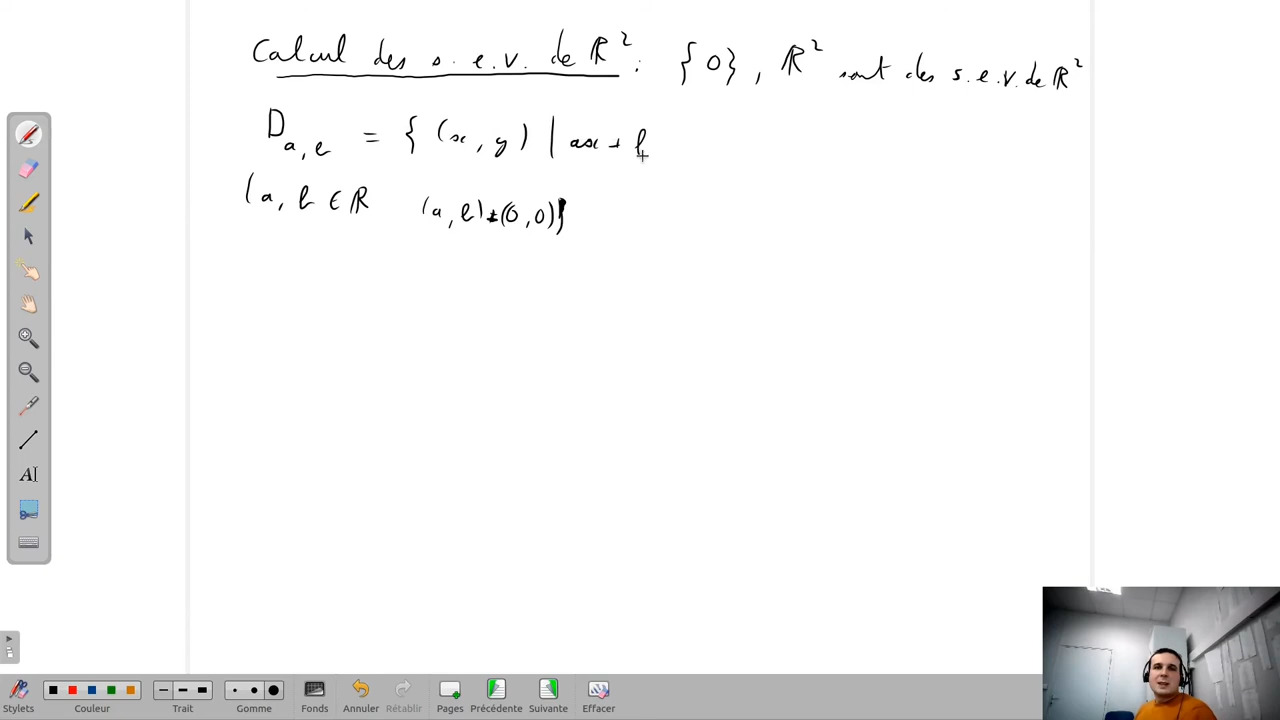 Calcul des s.e.v. de ℝ² : {0}, ℝ² sont des s.e.v. de ℝ²
D_{a,b} = { (x, y) | ax + b
(a, b ∈ ℝ (a, b) ≠ (0, 0))
AI
Stylets Couleur Trait Gomme Fonds Annuler Rétablir Pages Précédente Suivante Effacer